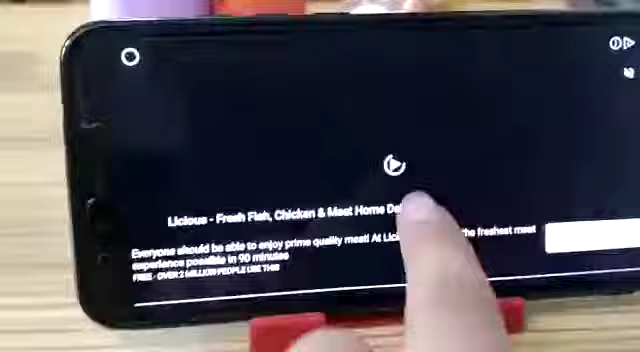 Licious - Fresh Fish, Chicken & Meat Home Del
Everyone should be able to enjoy prime quality meat! At Lici the freshest meat
experience possible in 90 minutes
FREE · OVER 2 MILLION PEOPLE USE THIS